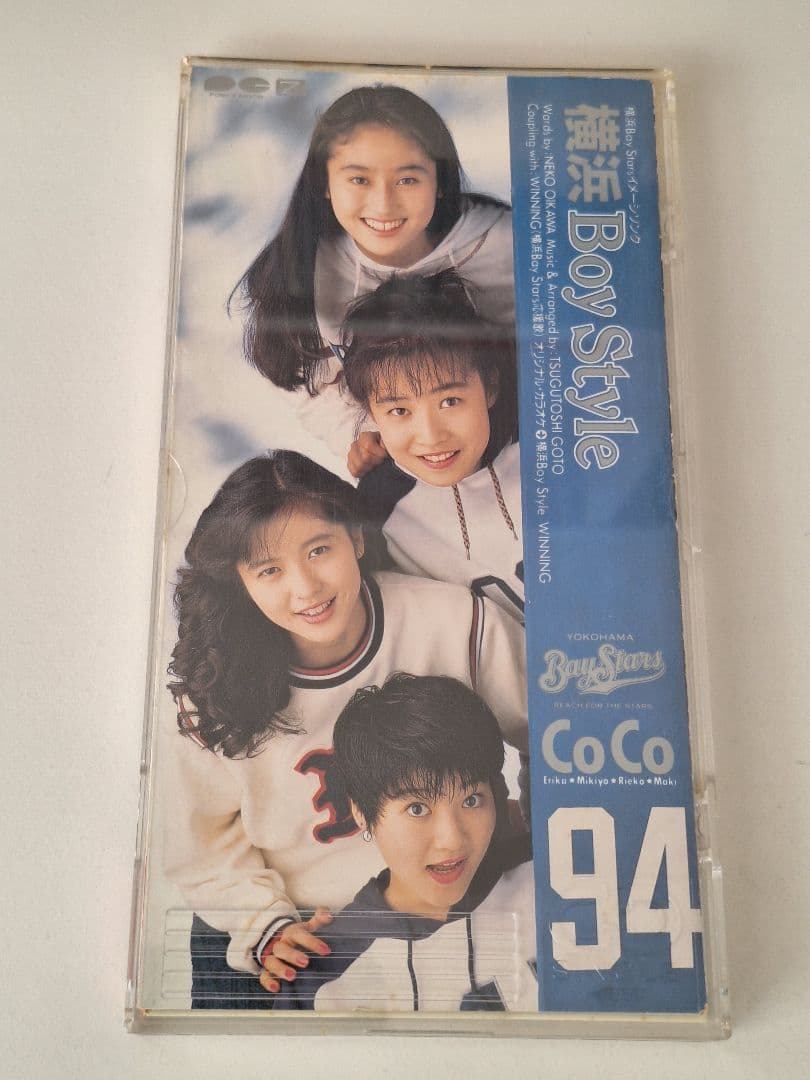 横浜Bay Starsイメージソング
横浜 Boy Style
Words by: NEKO OIKAWA Music & Arranged by: TSUGUTOSHI GOTO
Coupling with: WINNING(横浜Bay Stars応援歌) オリジナル・カラオケ✚横浜Boy Style WINNING
YOKOHAMA
BayStars
REACH FOR THE STARS
CoCo
Erika★Mikiyo★Rieko★Maki
94